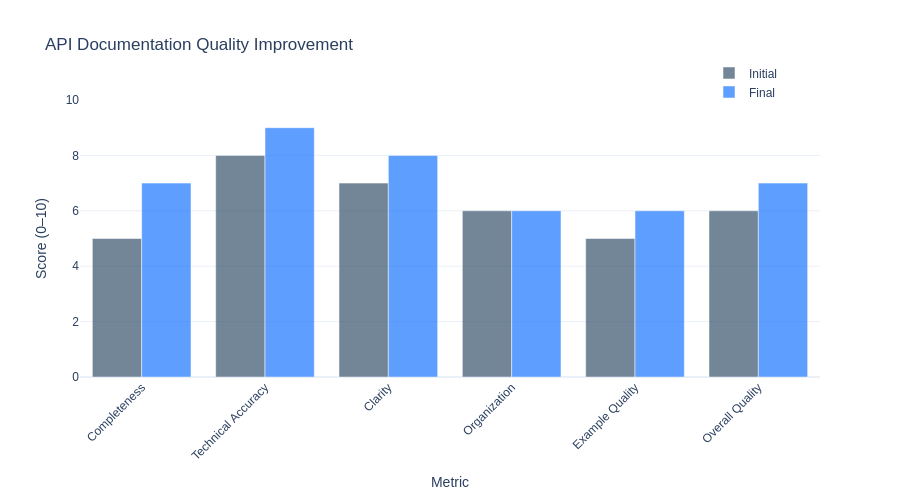 API Documentation Quality Improvement
Initial
Final
Score (0–10)
10
8
6
4
2
0
Completeness
Technical Accuracy
Clarity
Organization
Example Quality
Overall Quality
Metric